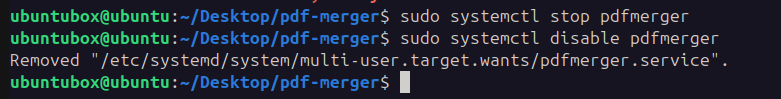 ubuntubox@ubuntu:~/Desktop/pdf-merger$ sudo systemctl stop pdfmerger
ubuntubox@ubuntu:~/Desktop/pdf-merger$ sudo systemctl disable pdfmerger
Removed "/etc/systemd/system/multi-user.target.wants/pdfmerger.service".
ubuntubox@ubuntu:~/Desktop/pdf-merger$